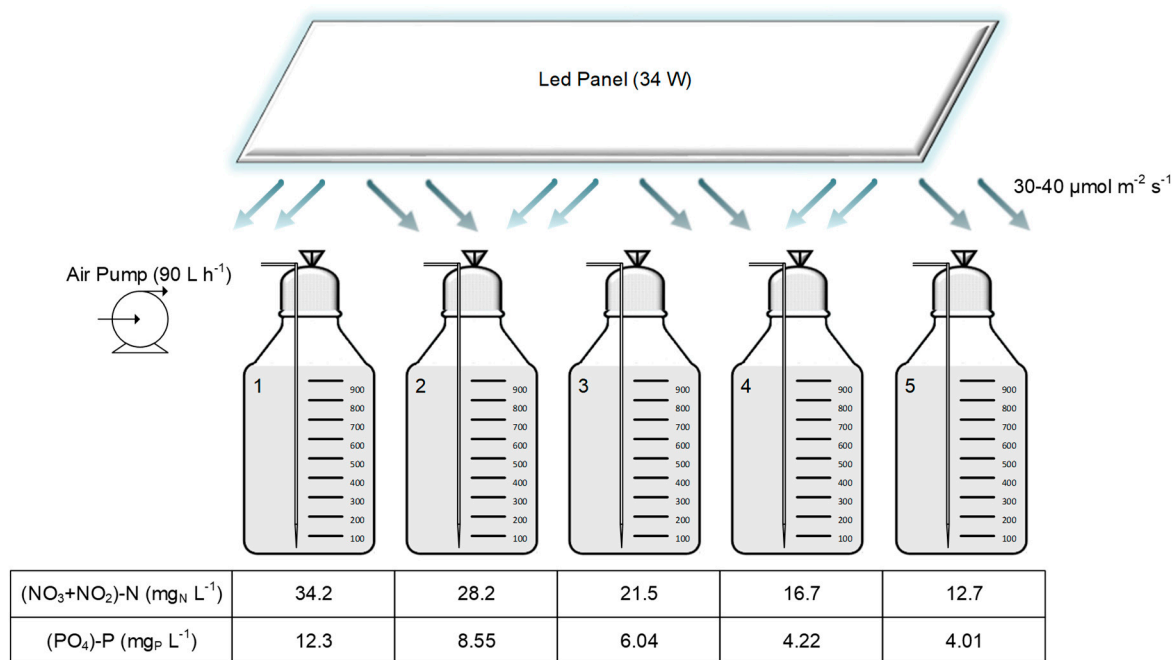 Led Panel (34 W)
30-40 µmol m⁻² s⁻¹
Air Pump (90 L h⁻¹)
1 2 3 4 5
900 900 900 900 900
800 800 800 800 800
700 700 700 700 700
600 600 600 600 600
500 500 500 500 500
400 400 400 400 400
300 300 300 300 300
200 200 200 200 200
100 100 100 100 100
(NO₃+NO₂)-N (mg_N L⁻¹) 34.2 28.2 21.5 16.7 12.7
(PO₄)-P (mg_P L⁻¹) 12.3 8.55 6.04 4.22 4.01